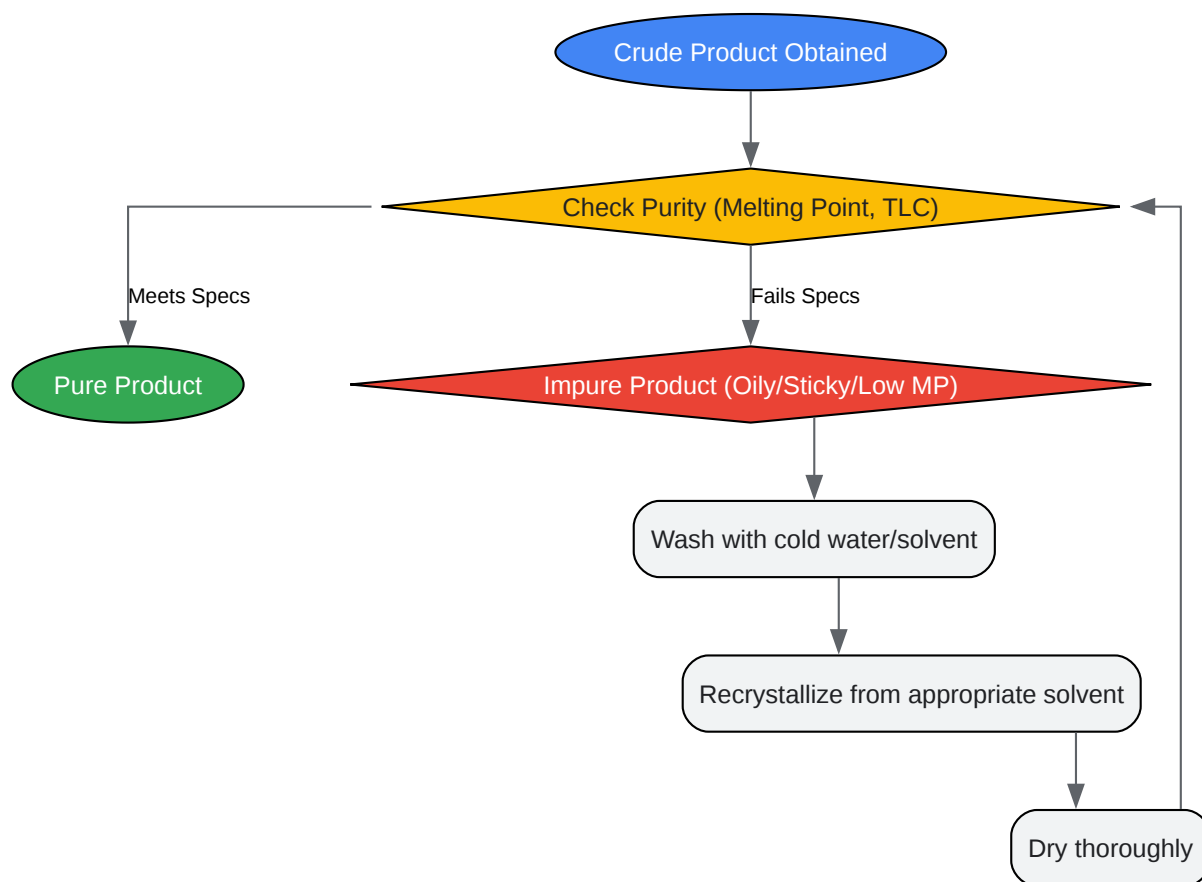 Crude Product Obtained
Check Purity (Melting Point, TLC)
Meets Specs
Fails Specs
Pure Product
Impure Product (Oily/Sticky/Low MP)
Wash with cold water/solvent
Recrystallize from appropriate solvent
Dry thoroughly